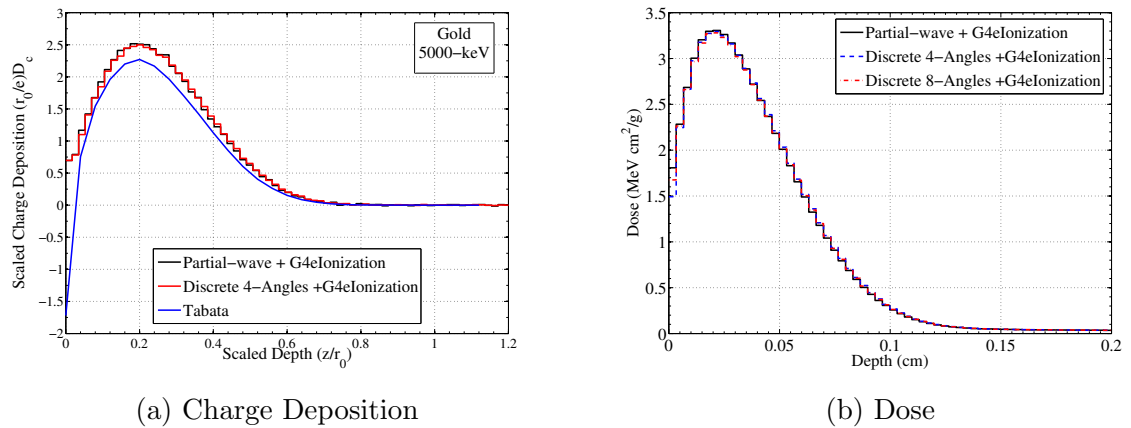 Gold
5000−keV
3
2.5
2
1.5
1
0.5
0
−0.5
−1
−1.5
−2
Scaled Charge Deposition (r0/e)Dc
Partial−wave + G4eIonization
Discrete 4−Angles +G4eIonization
Tabata
0 0.2 0.4 0.6 0.8 1 1.2
Scaled Depth (z/r0)
(a) Charge Deposition
3.5
3
2.5
2
1.5
1
0.5
0
Dose (MeV cm2/g)
Partial−wave + G4eIonization
Discrete 4−Angles +G4eIonization
Discrete 8−Angles +G4eIonization
0 0.05 0.1 0.15 0.2
Depth (cm)
(b) Dose